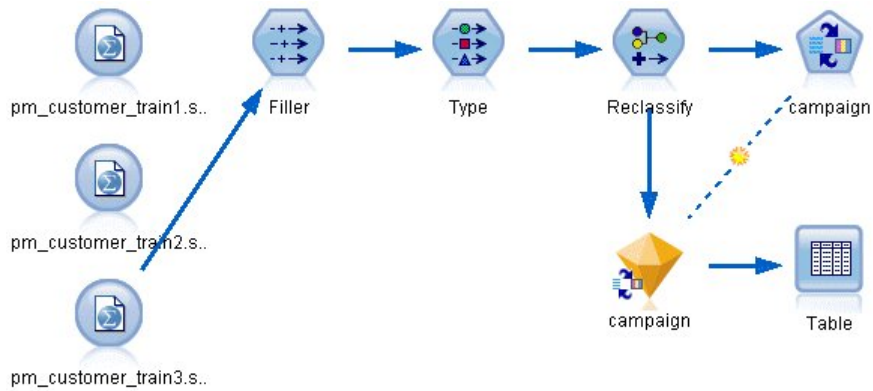 pm_customer_train1.s..
Filler
Type
Reclassify
campaign
pm_customer_train2.s..
campaign
Table
pm_customer_train3.s..